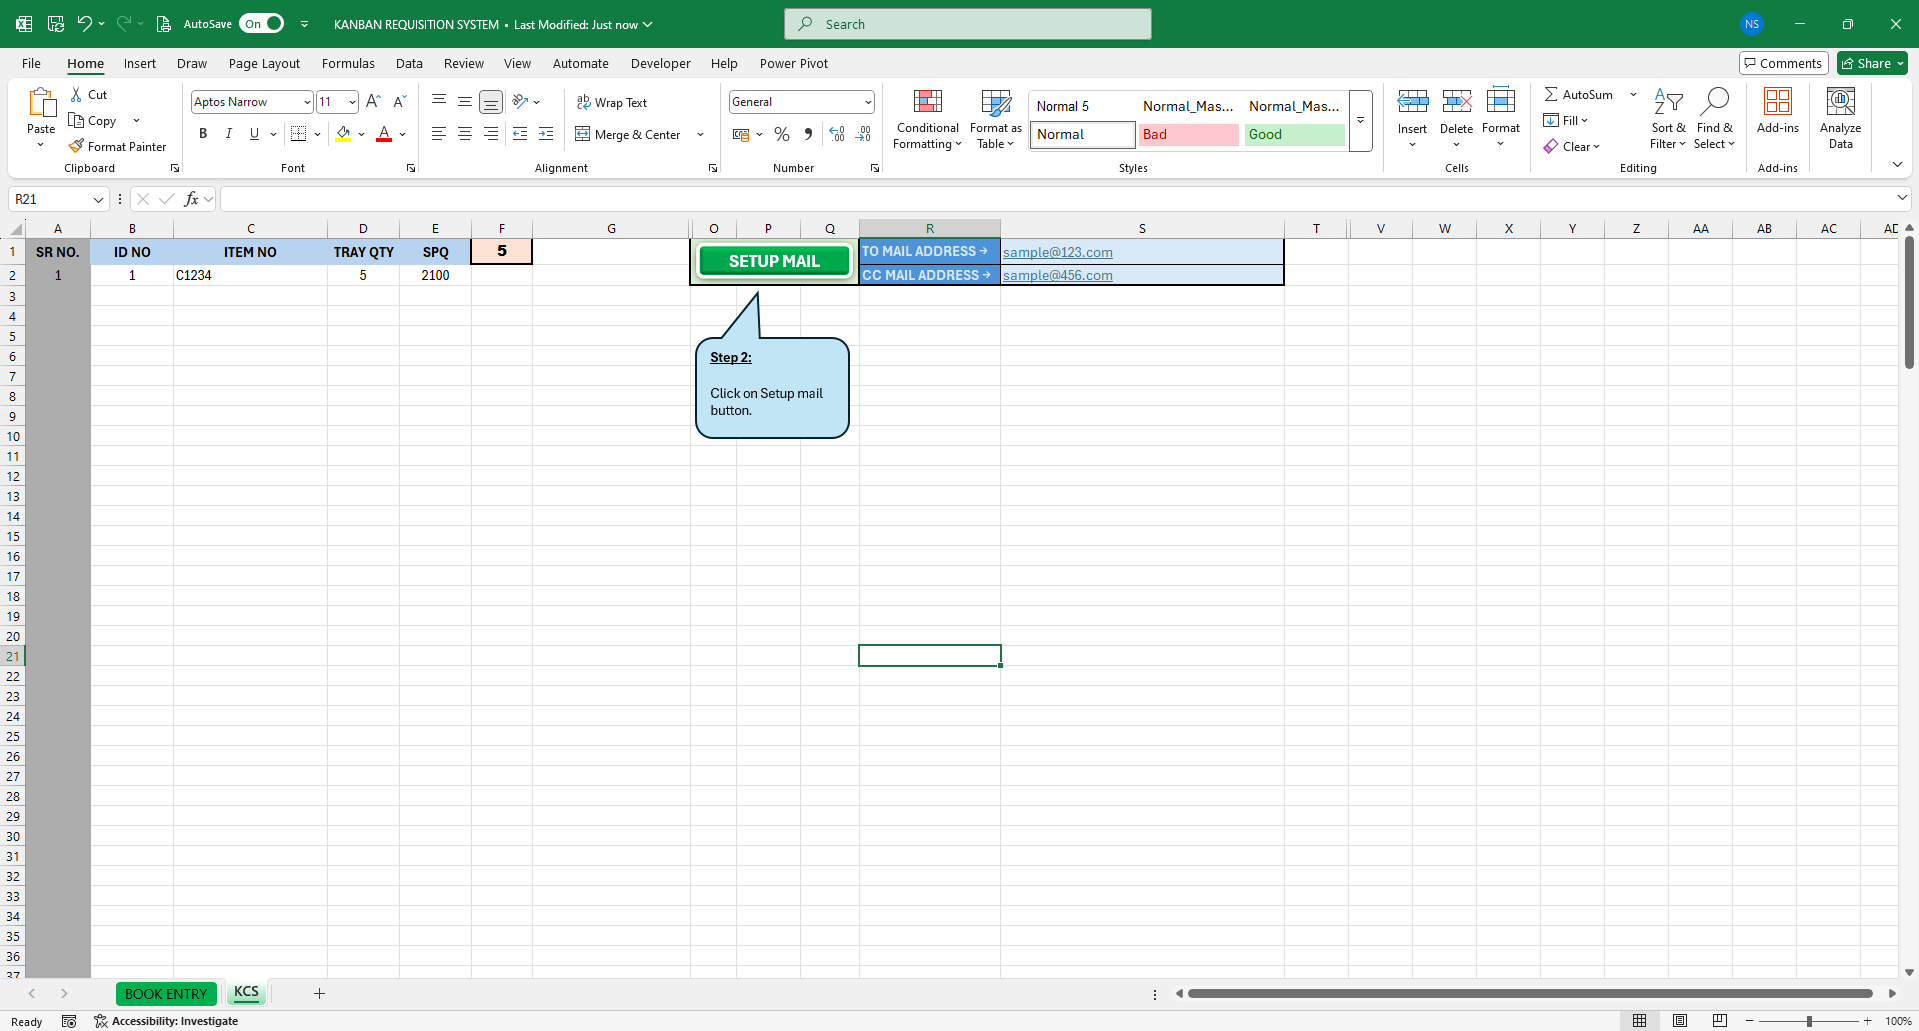 AutoSave On KANBAN REQUISITION SYSTEM • Last Modified: Just now Search NS
File Home Insert Draw Page Layout Formulas Data Review View Automate Developer Help Power Pivot Comments Share
Paste Cut Copy Format Painter Clipboard
Aptos Narrow 11 B I U A Font
ab Wrap Text Merge & Center Alignment
General % Number
Conditional Formatting Format as Table
Normal 5 Normal_Mas... Normal_Mas...
Normal Bad Good
Styles
Insert Delete Format Cells
AutoSum Fill Clear Sort & Filter Find & Select Editing
Add-ins Add-ins
Analyze Data
R21 fx
A B C D E F G O P Q R S T V W X Y Z AA AB AC AD
1 SR NO. ID NO ITEM NO TRAY QTY SPQ 5 SETUP MAIL TO MAIL ADDRESS → sample@123.com
2 1 1 C1234 5 2100 CC MAIL ADDRESS → sample@456.com
3
4
5
6
7
8
9
10
11
12
13
14
15
16
17
18
19
20
21
22
23
24
25
26
27
28
29
30
31
32
33
34
35
36
37
Step 2:
Click on Setup mail
button.
BOOK ENTRY KCS
Ready Accessibility: Investigate 100%